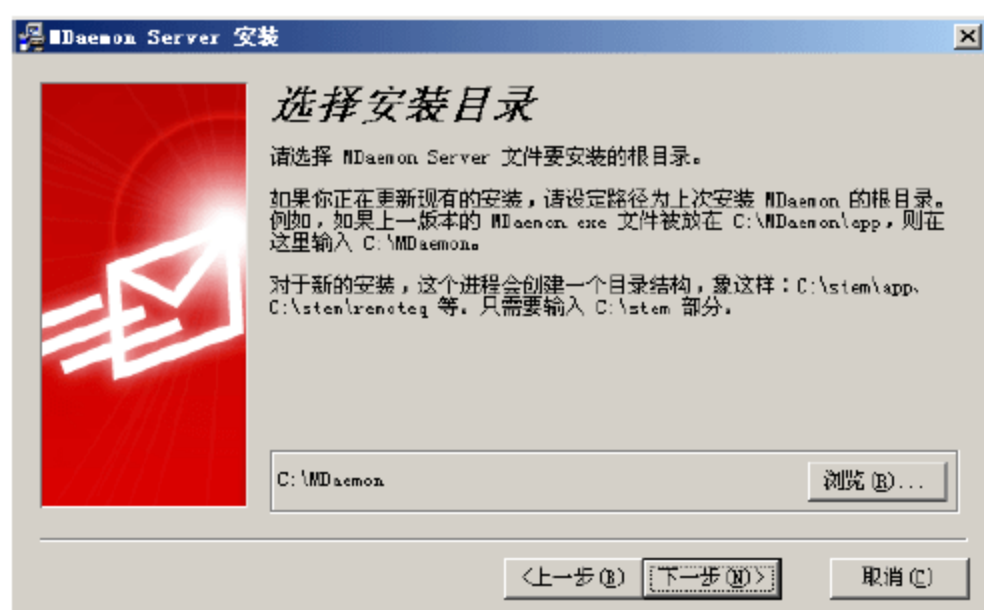 MDaemon Server 安装
选择安装目录
请选择 MDaemon Server 文件要安装的根目录。
如果你正在更新现有的安装，请设定路径为上次安装 MDaemon 的根目录。
例如，如果上一版本的 MDaemon.exe 文件被放在 C:\MDaemon\app，则在
这里输入 C:\MDaemon。
对于新的安装，这个进程会创建一个目录结构，象这样：C:\stem\app、
C:\stem\remoteq 等。只需要输入 C:\stem 部分。
C:\MDaemon
浏览(R)...
<上一步(B)
下一步(N)>
取消(C)